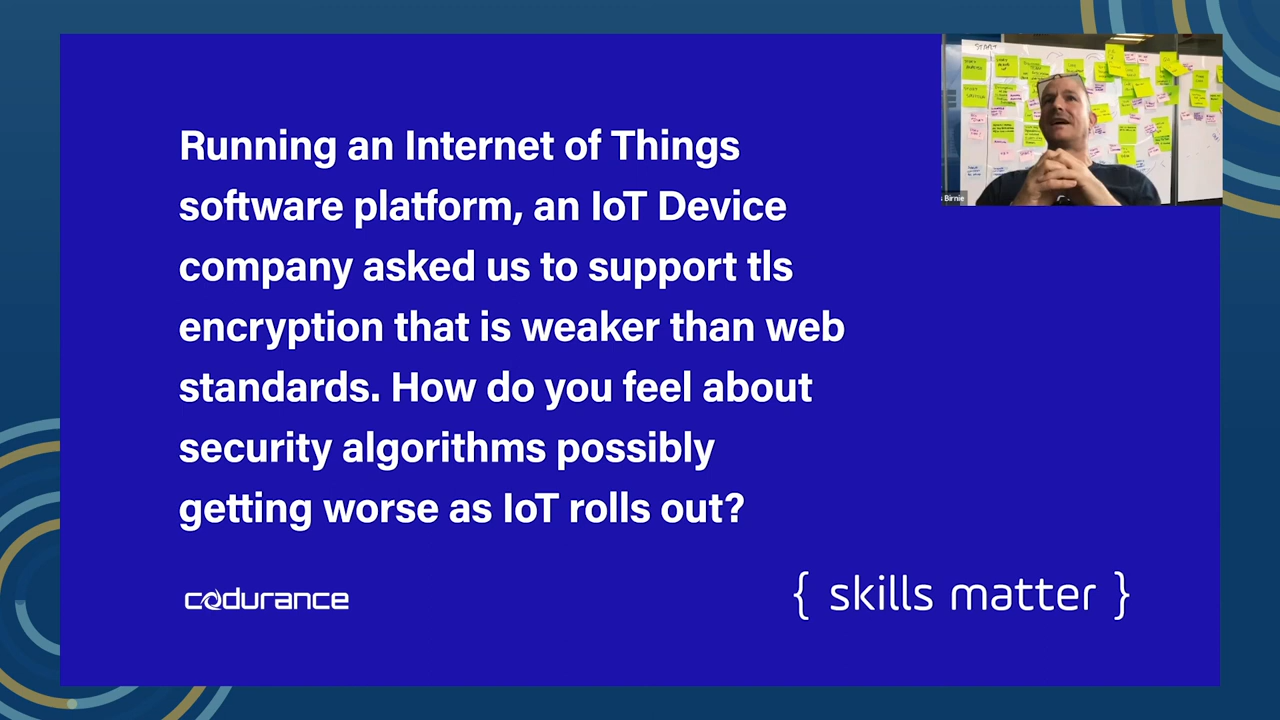 Running an Internet of Things
software platform, an IoT Device
company asked us to support tls
encryption that is weaker than web
standards. How do you feel about
security algorithms possibly
getting worse as IoT rolls out?
codurance
{ skills matter }
START
s Birnie